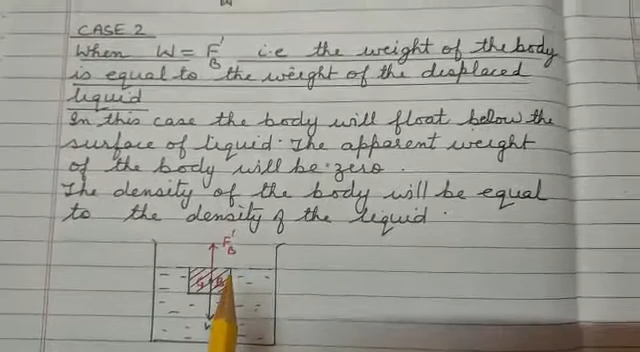 CASE 2
When W = F'B i.e the weight of the body
is equal to the weight of the displaced
liquid
In this case the body will float below the
surface of liquid. The apparent weight
of the body will be zero.
The density of the body will be equal
to the density of the liquid.
F'B
G B